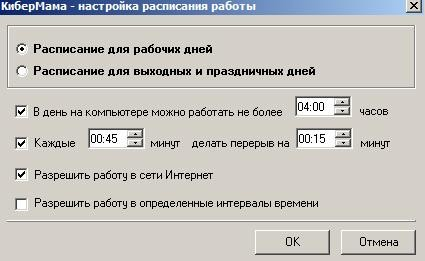 КиберМама - настройка расписания работы
Расписание для рабочих дней
Расписание для выходных и праздничных дней
В день на компьютере можно работать не более 04:00 часов
Каждые 00:45 минут делать перерыв на 00:15 минут
Разрешить работу в сети Интернет
Разрешить работу в определенные интервалы времени
OK Отмена